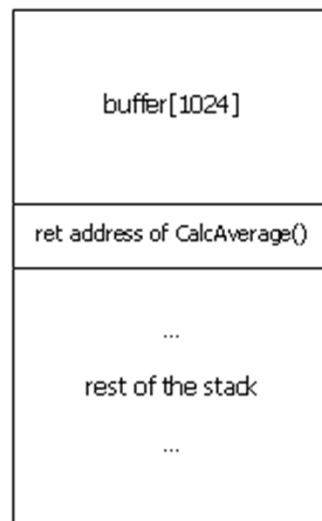 buffer[1024]
ret address of CalcAverage()
...
rest of the stack
...